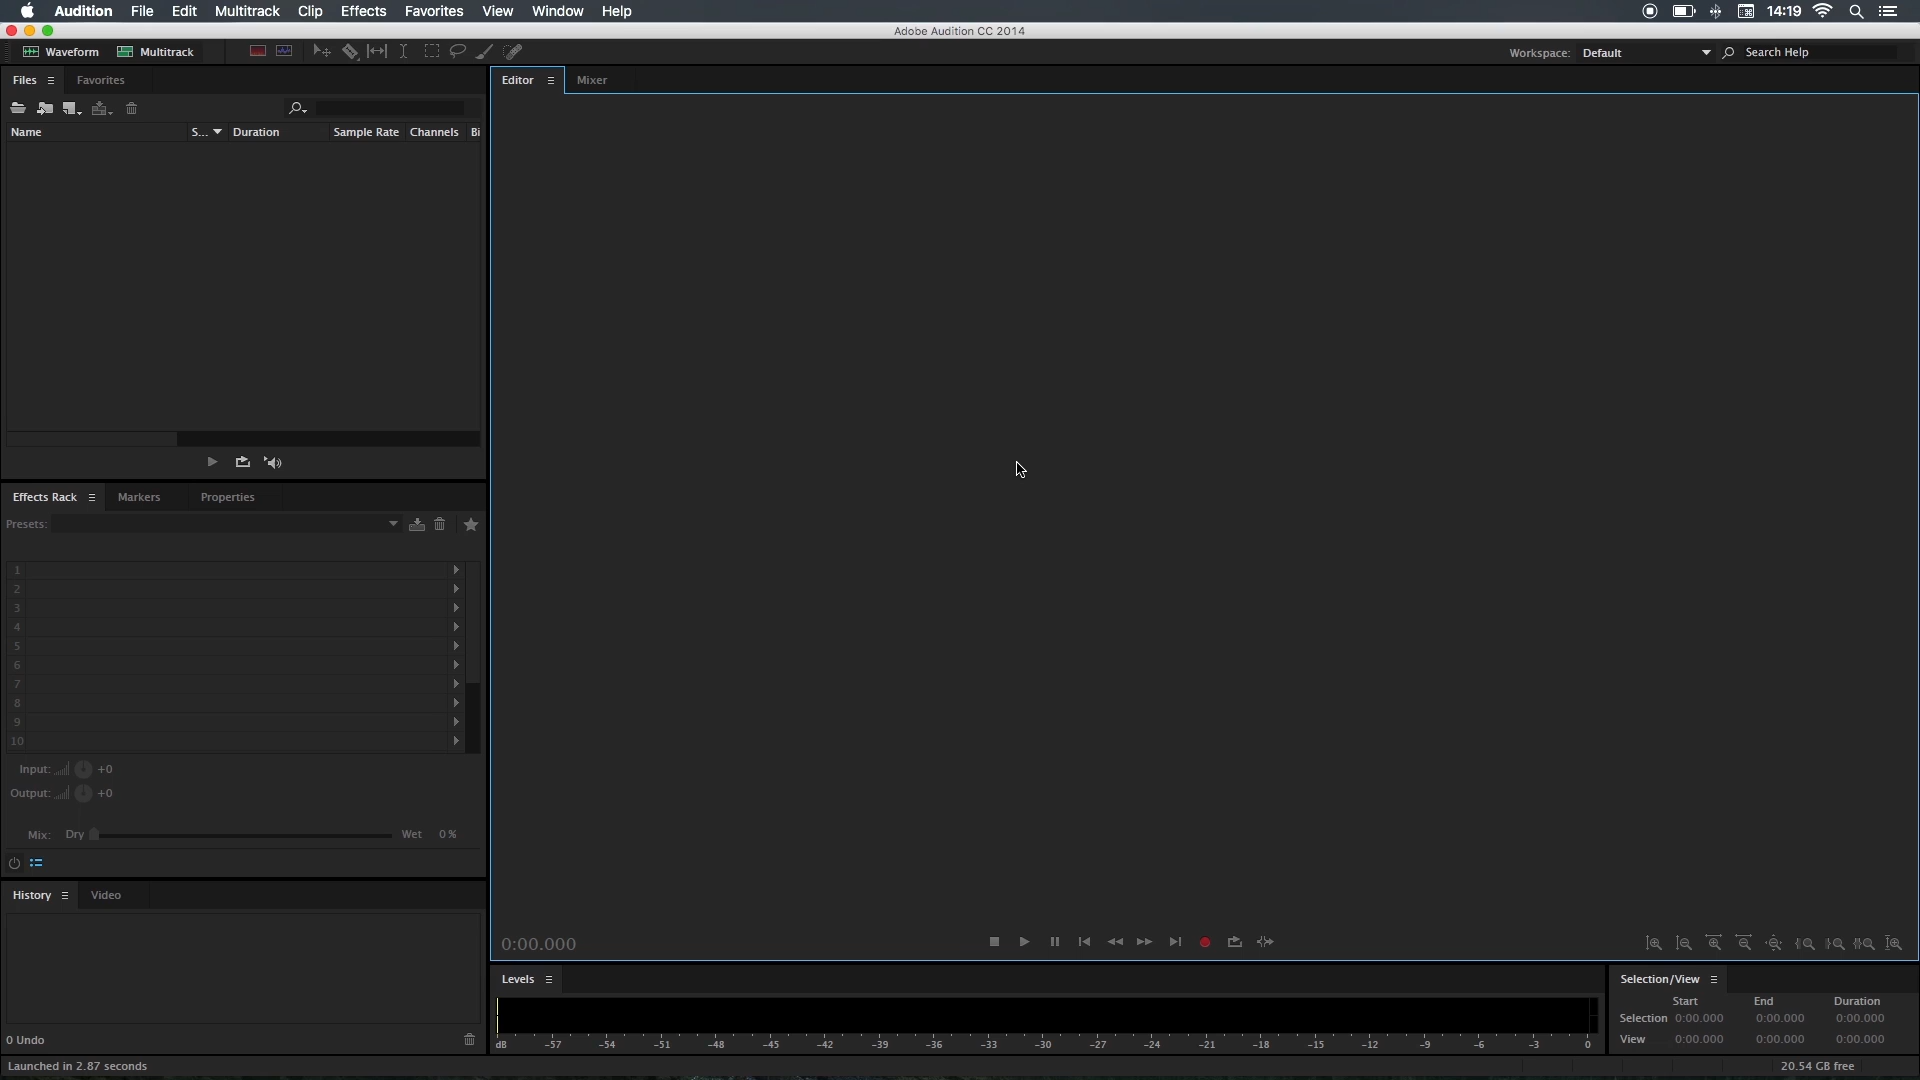 Audition File Edit Multitrack Clip Effects Favorites View Window Help 14:19
Adobe Audition CC 2014
Waveform Multitrack Workspace: Default Search Help
Files Favorites
Name S... Duration Sample Rate Channels Bi
Editor Mixer
Effects Rack Markers Properties
Presets:
1
2
3
4
5
6
7
8
9
10
Input: +0
Output: +0
Mix: Dry Wet 0 %
History Video
0 Undo
0:00.000
Levels
dB -57 -54 -51 -48 -45 -42 -39 -36 -33 -30 -27 -24 -21 -18 -15 -12 -9 -6 -3 0
Selection/View
Start End Duration
Selection 0:00.000 0:00.000 0:00.000
View 0:00.000 0:00.000 0:00.000
Launched in 2.87 seconds 20.54 GB free